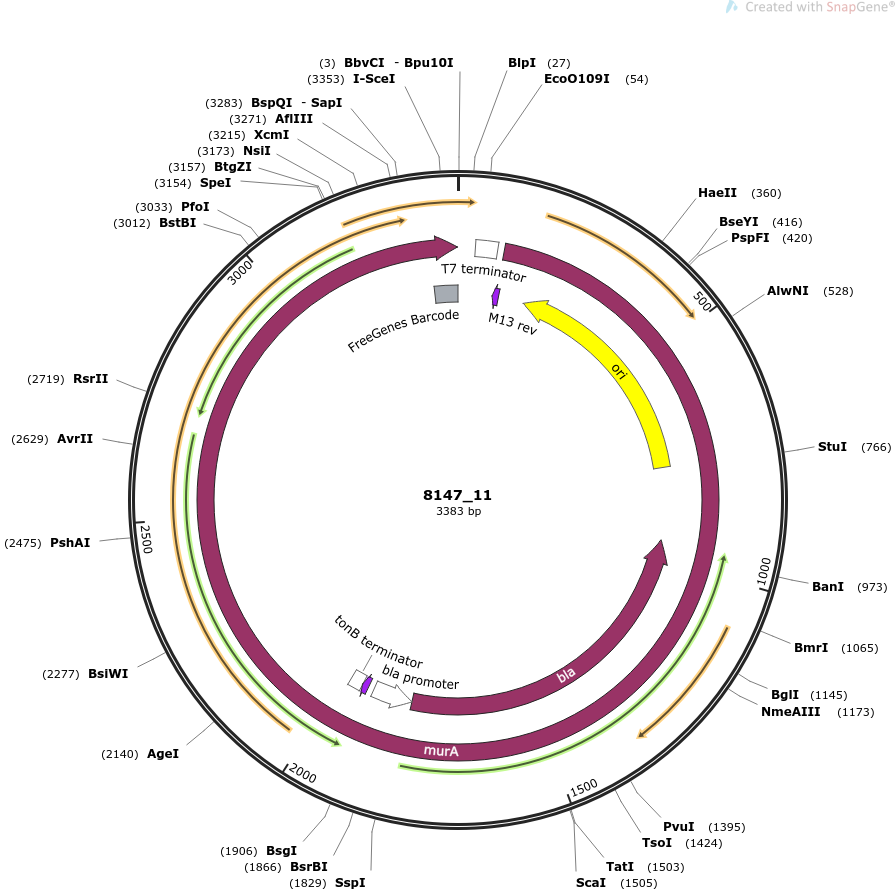 Created with SnapGene®
(3) BbvCI - Bpu10I
(3353) I-SceI
BlpI (27)
EcoO109I (54)
(3283) BspQI - SapI
(3271) AflIII
(3215) XcmI
(3173) NsiI
(3157) BtgZI
(3154) SpeI
(3033) PfoI
(3012) BstBI
HaeII (360)
BseYI (416)
PspFI (420)
AlwNI (528)
StuI (766)
BanI (973)
BmrI (1065)
BglI (1145)
NmeAIII (1173)
PvuI (1395)
TsoI (1424)
TatI (1503)
ScaI (1505)
(1906) BsgI
(1866) BsrBI
(1829) SspI
(2140) AgeI
(2277) BsiWI
(2475) PshAI
(2629) AvrII
(2719) RsrII
500
1000
1500
2000
2500
3000
T7 terminator
M13 rev
FreeGenes Barcode
ori
8147_11
3383 bp
tonB terminator
bla promoter
bla
murA